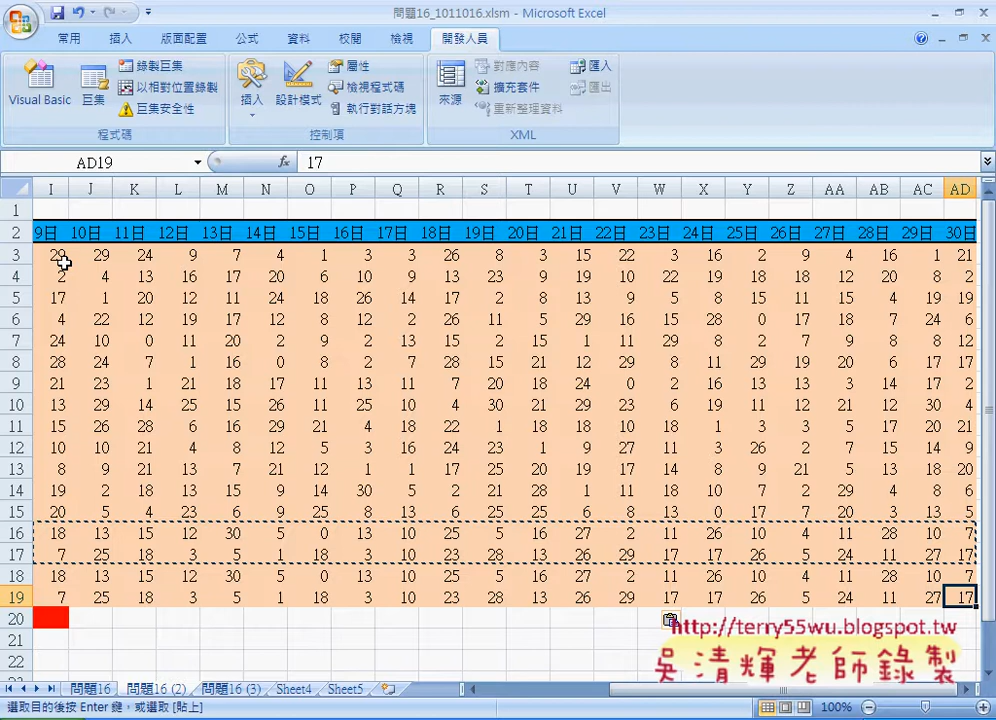 問題16_1011016.xlsm - Microsoft Excel
常用 插入 版面配置 公式 資料 校閱 檢視 開發人員
Visual Basic 巨集 錄製巨集 以相對位置錄製 巨集安全性 程式碼
插入 設計模式 屬性 檢視程式碼 執行對話方塊 控制項
來源 對應內容 擴充套件 重新整理資料 匯入 匯出 XML
AD19 fx 17
I J K L M N O P Q R S T U V W X Y Z AA AB AC AD
1
2 9日 10日 11日 12日 13日 14日 15日 16日 17日 18日 19日 20日 21日 22日 23日 24日 25日 26日 27日 28日 29日 30日
3 29 29 24 9 7 4 1 3 3 26 8 3 15 22 3 16 2 9 4 16 1 21
4 2 4 13 16 17 20 6 10 9 13 23 9 19 10 22 19 18 18 12 20 8 2
5 17 1 20 12 11 24 18 26 14 17 2 8 13 9 5 8 15 11 15 4 19 19
6 4 22 12 19 17 12 8 12 2 26 11 5 29 16 15 28 0 17 18 7 24 6
7 24 10 0 11 20 2 9 2 13 15 2 15 1 11 29 8 2 7 9 8 8 12
8 28 24 7 1 16 0 8 2 7 28 15 21 12 29 8 11 29 19 20 6 17 17
9 21 23 1 21 18 17 11 13 11 7 20 18 24 0 2 16 13 13 3 14 17 2
10 13 29 14 25 15 26 11 25 10 4 30 21 29 23 6 19 11 12 21 12 30 4
11 15 26 28 6 16 29 21 4 18 22 1 18 18 10 18 1 3 3 5 17 20 21
12 10 10 21 4 8 12 5 3 16 24 23 1 9 27 11 3 26 2 7 15 14 9
13 8 9 21 13 7 21 12 1 1 17 25 20 19 17 14 8 9 21 5 13 18 20
14 19 2 18 13 15 9 14 30 5 2 21 28 1 11 18 10 7 2 29 4 8 6
15 20 5 4 23 6 9 25 8 13 6 25 25 6 8 13 0 17 7 20 3 13 5
16 18 13 15 12 30 5 0 13 10 25 5 16 27 2 11 26 10 4 11 28 10 7
17 7 25 18 3 5 1 18 3 10 23 28 13 26 29 17 17 26 5 24 11 27 17
18 18 13 15 12 30 5 0 13 10 25 5 16 27 2 11 26 10 4 11 28 10 7
19 7 25 18 3 5 1 18 3 10 23 28 13 26 29 17 17 26 5 24 11 27 17
20
21
22
http://terry55wu.blogspot.tw
吳清輝老師錄製
問題16 問題16 (2) 問題16 (3) Sheet4 Sheet5
選取目的後按 Enter 鍵，或選取 [貼上] 100%